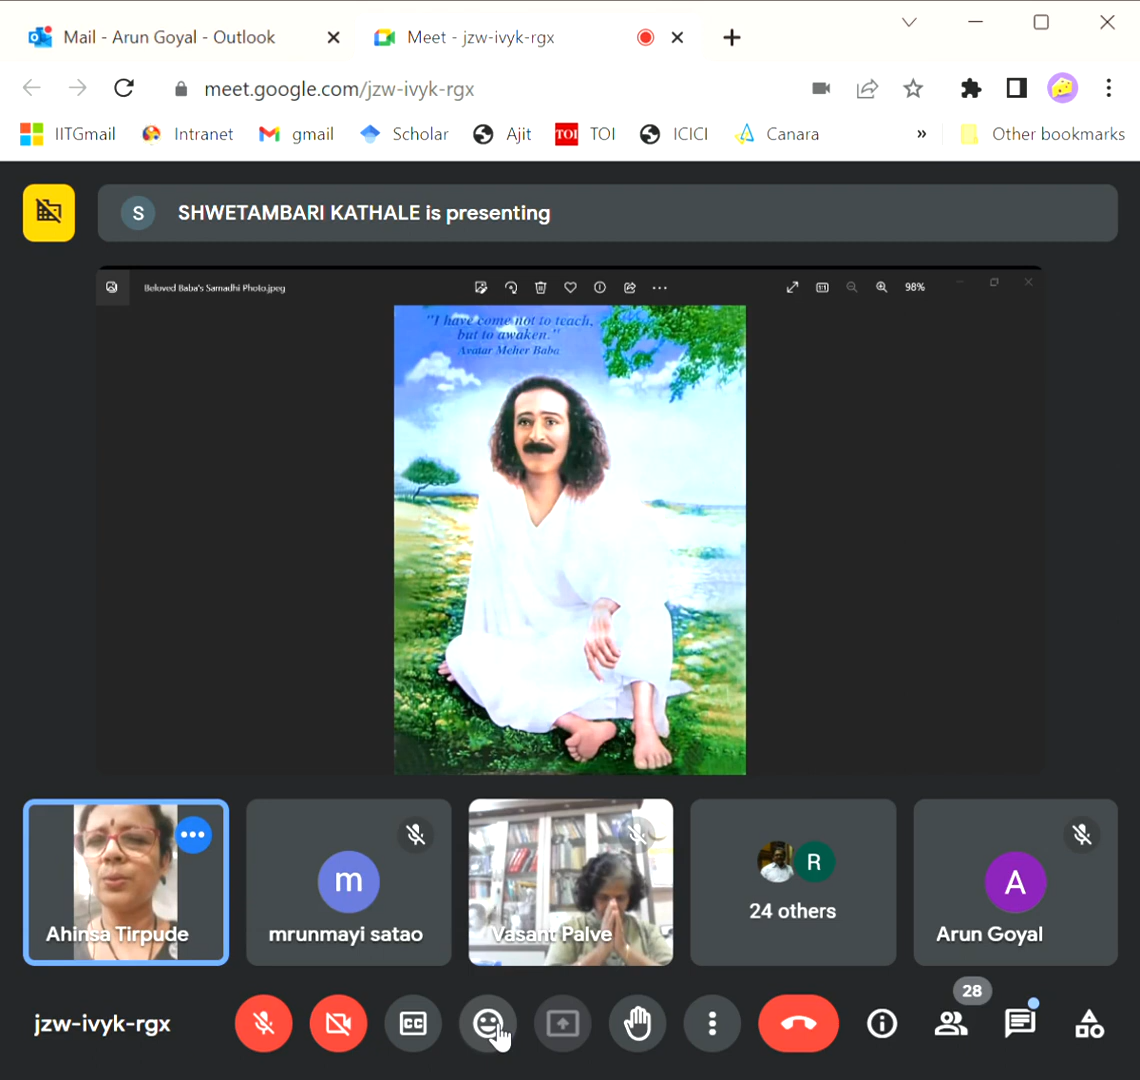 Mail - Arun Goyal - Outlook
Meet - jzw-ivyk-rgx
meet.google.com/jzw-ivyk-rgx
IITGmail
Intranet
gmail
Scholar
Ajit
TOI TOI
ICICI
Canara
»
Other bookmarks
S SHWETAMBARI KATHALE is presenting
Beloved Baba's Samadhi Photo.jpeg
98%
"I have come not to teach,
but to awaken."
Avatar Meher Baba
Ahinsa Tirpude
m
mrunmayi satao
Vasant Palve
R
24 others
A
Arun Goyal
jzw-ivyk-rgx
CC
28